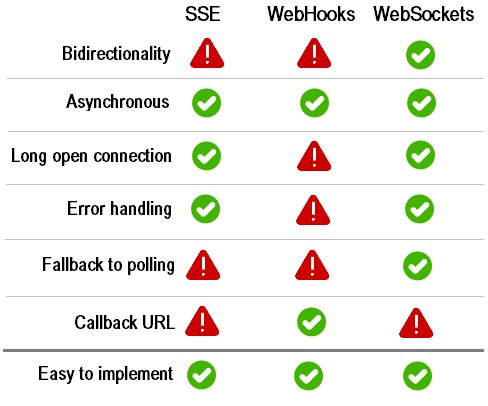 SSE WebHooks WebSockets
Bidirectionality
Asynchronous
Long open connection
Error handling
Fallback to polling
Callback URL
Easy to implement